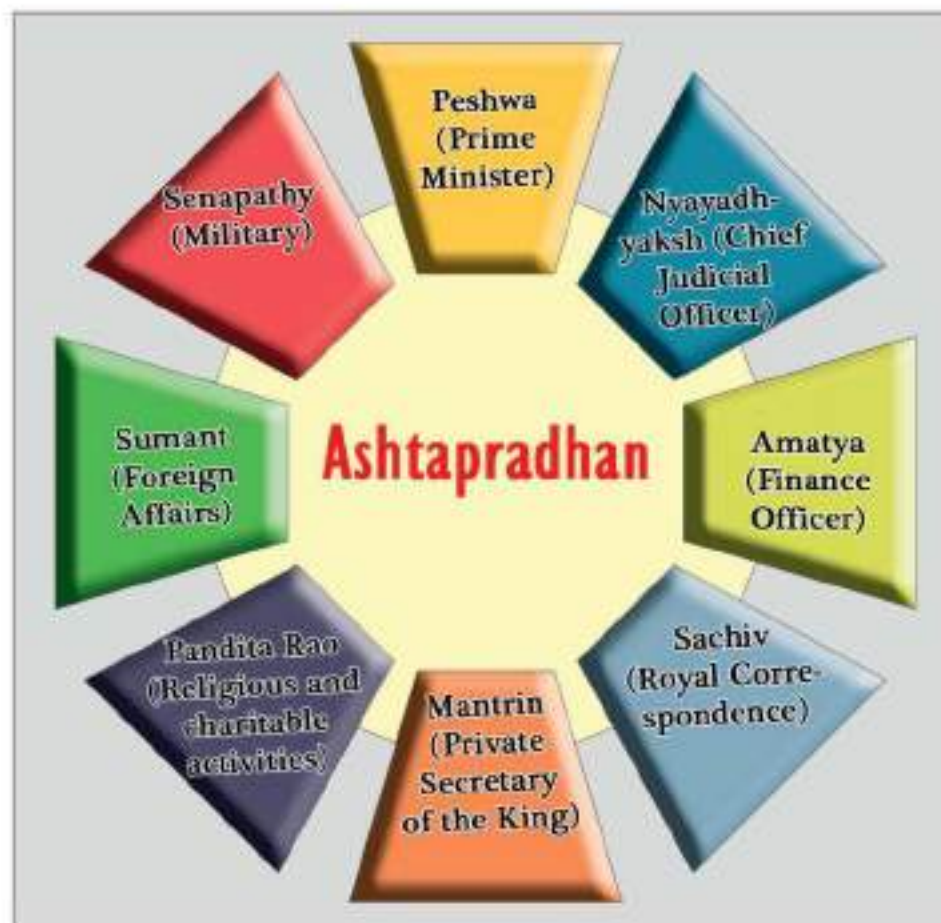 Peshwa
(Prime
Minister)
Nyayadh-
yaksh (Chief
Judicial
Officer)
Amatya
(Finance
Officer)
Sachiv
(Royal Corre-
spondence)
Mantrin
(Private
Secretary
of the King)
Pandita Rao
(Religious and
charitable
activities)
Sumant
(Foreign
Affairs)
Senapathy
(Military)
Ashtapradhan